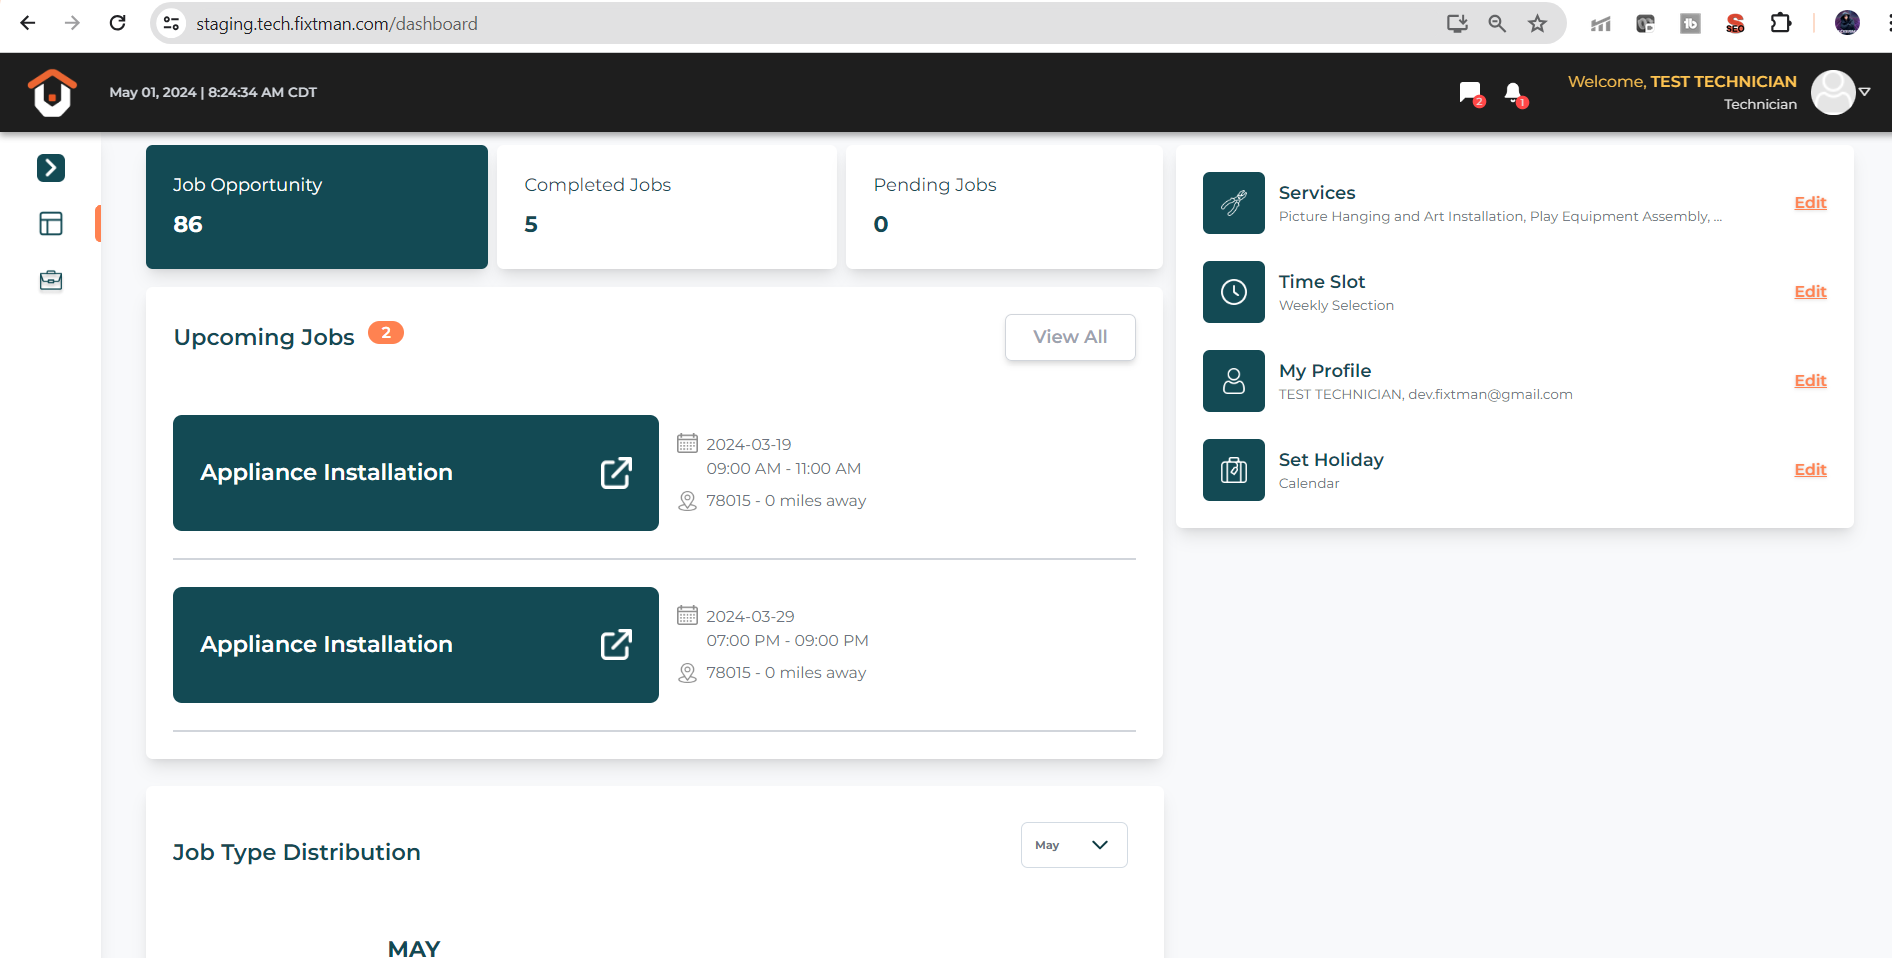 staging.tech.fixtman.com/dashboard
SEO
May 01, 2024 | 8:24:34 AM CDT
2
1
Welcome, TEST TECHNICIAN
Technician
Job Opportunity
86
Completed Jobs
5
Pending Jobs
0
Upcoming Jobs 2
View All
Appliance Installation
2024-03-19
09:00 AM - 11:00 AM
78015 - 0 miles away
Appliance Installation
2024-03-29
07:00 PM - 09:00 PM
78015 - 0 miles away
Job Type Distribution
May
MAY
Services
Picture Hanging and Art Installation, Play Equipment Assembly, ...
Edit
Time Slot
Weekly Selection
Edit
My Profile
TEST TECHNICIAN, dev.fixtman@gmail.com
Edit
Set Holiday
Calendar
Edit